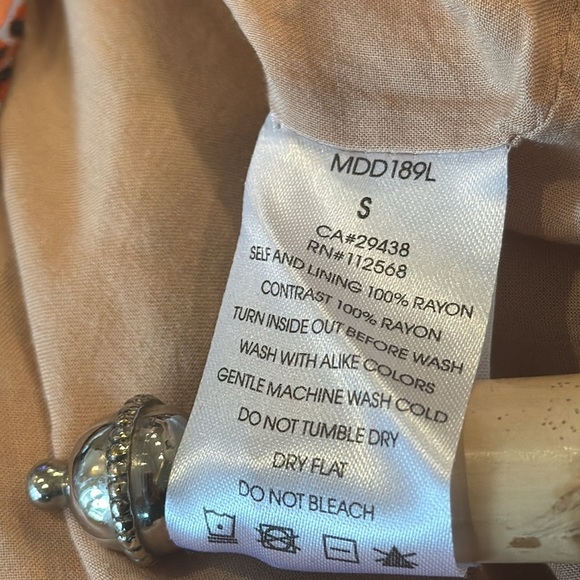 MDD189L
S
CA#29438
RN#112568
SELF AND LINING 100% RAYON
CONTRAST 100% RAYON
TURN INSIDE OUT BEFORE WASH
WASH WITH ALIKE COLORS
GENTLE MACHINE WASH COLD
DO NOT TUMBLE DRY
DRY FLAT
DO NOT BLEACH